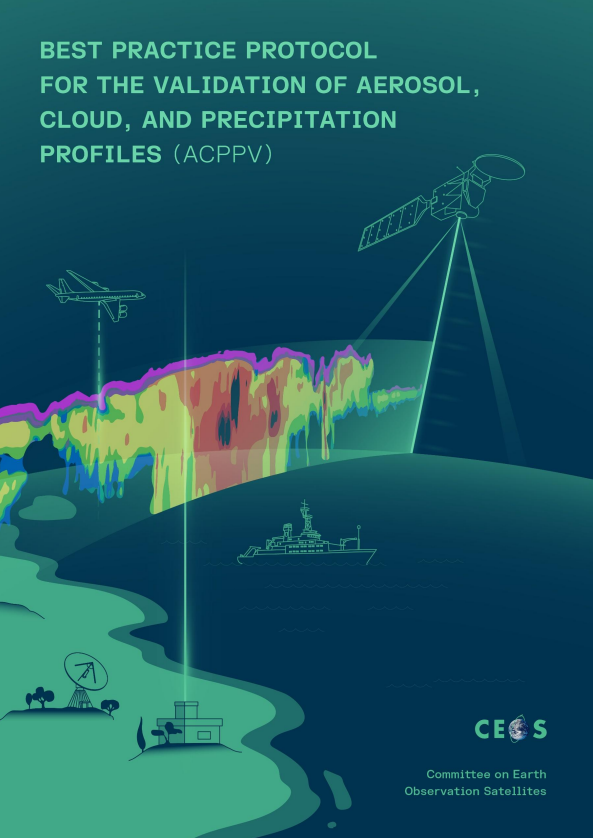 BEST PRACTICE PROTOCOL
FOR THE VALIDATION OF AEROSOL,
CLOUD, AND PRECIPITATION
PROFILES (ACPPV)
CEOS
Committee on Earth
Observation Satellites